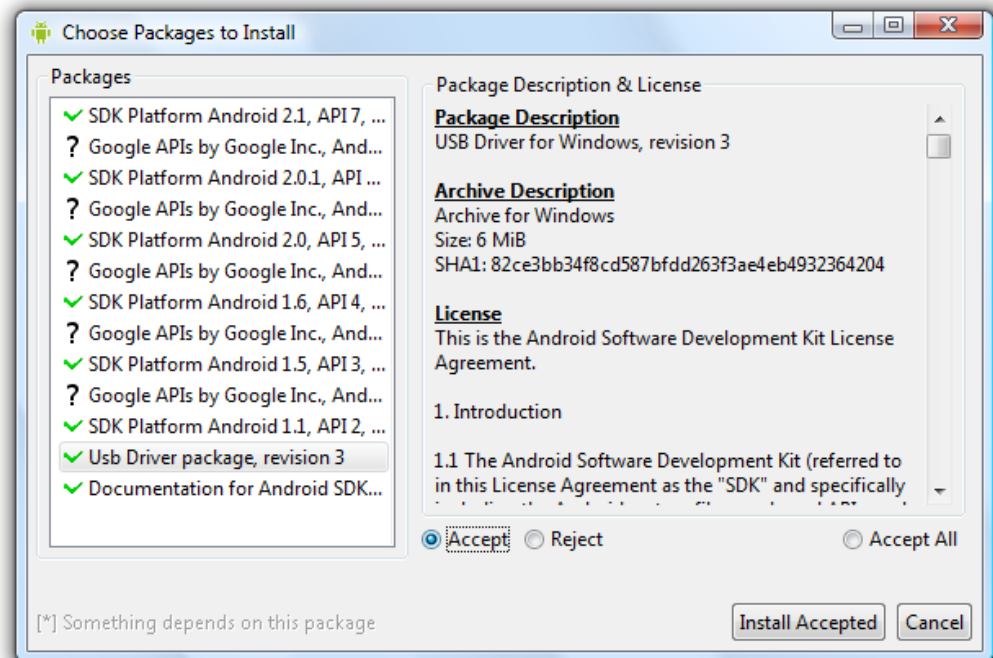 Choose Packages to Install
Packages
SDK Platform Android 2.1, API 7, ...
? Google APIs by Google Inc., And...
SDK Platform Android 2.0.1, API ...
? Google APIs by Google Inc., And...
SDK Platform Android 2.0, API 5, ...
? Google APIs by Google Inc., And...
SDK Platform Android 1.6, API 4, ...
? Google APIs by Google Inc., And...
SDK Platform Android 1.5, API 3, ...
? Google APIs by Google Inc., And...
SDK Platform Android 1.1, API 2, ...
Usb Driver package, revision 3
Documentation for Android SDK...
Package Description & License
Package Description
USB Driver for Windows, revision 3
Archive Description
Archive for Windows
Size: 6 MiB
SHA1: 82ce3bb34f8cd587bfdd263f3ae4eb4932364204
License
This is the Android Software Development Kit License
Agreement.
1. Introduction
1.1 The Android Software Development Kit (referred to
in this License Agreement as the "SDK" and specifically
Accept Reject Accept All
[*] Something depends on this package
Install Accepted Cancel